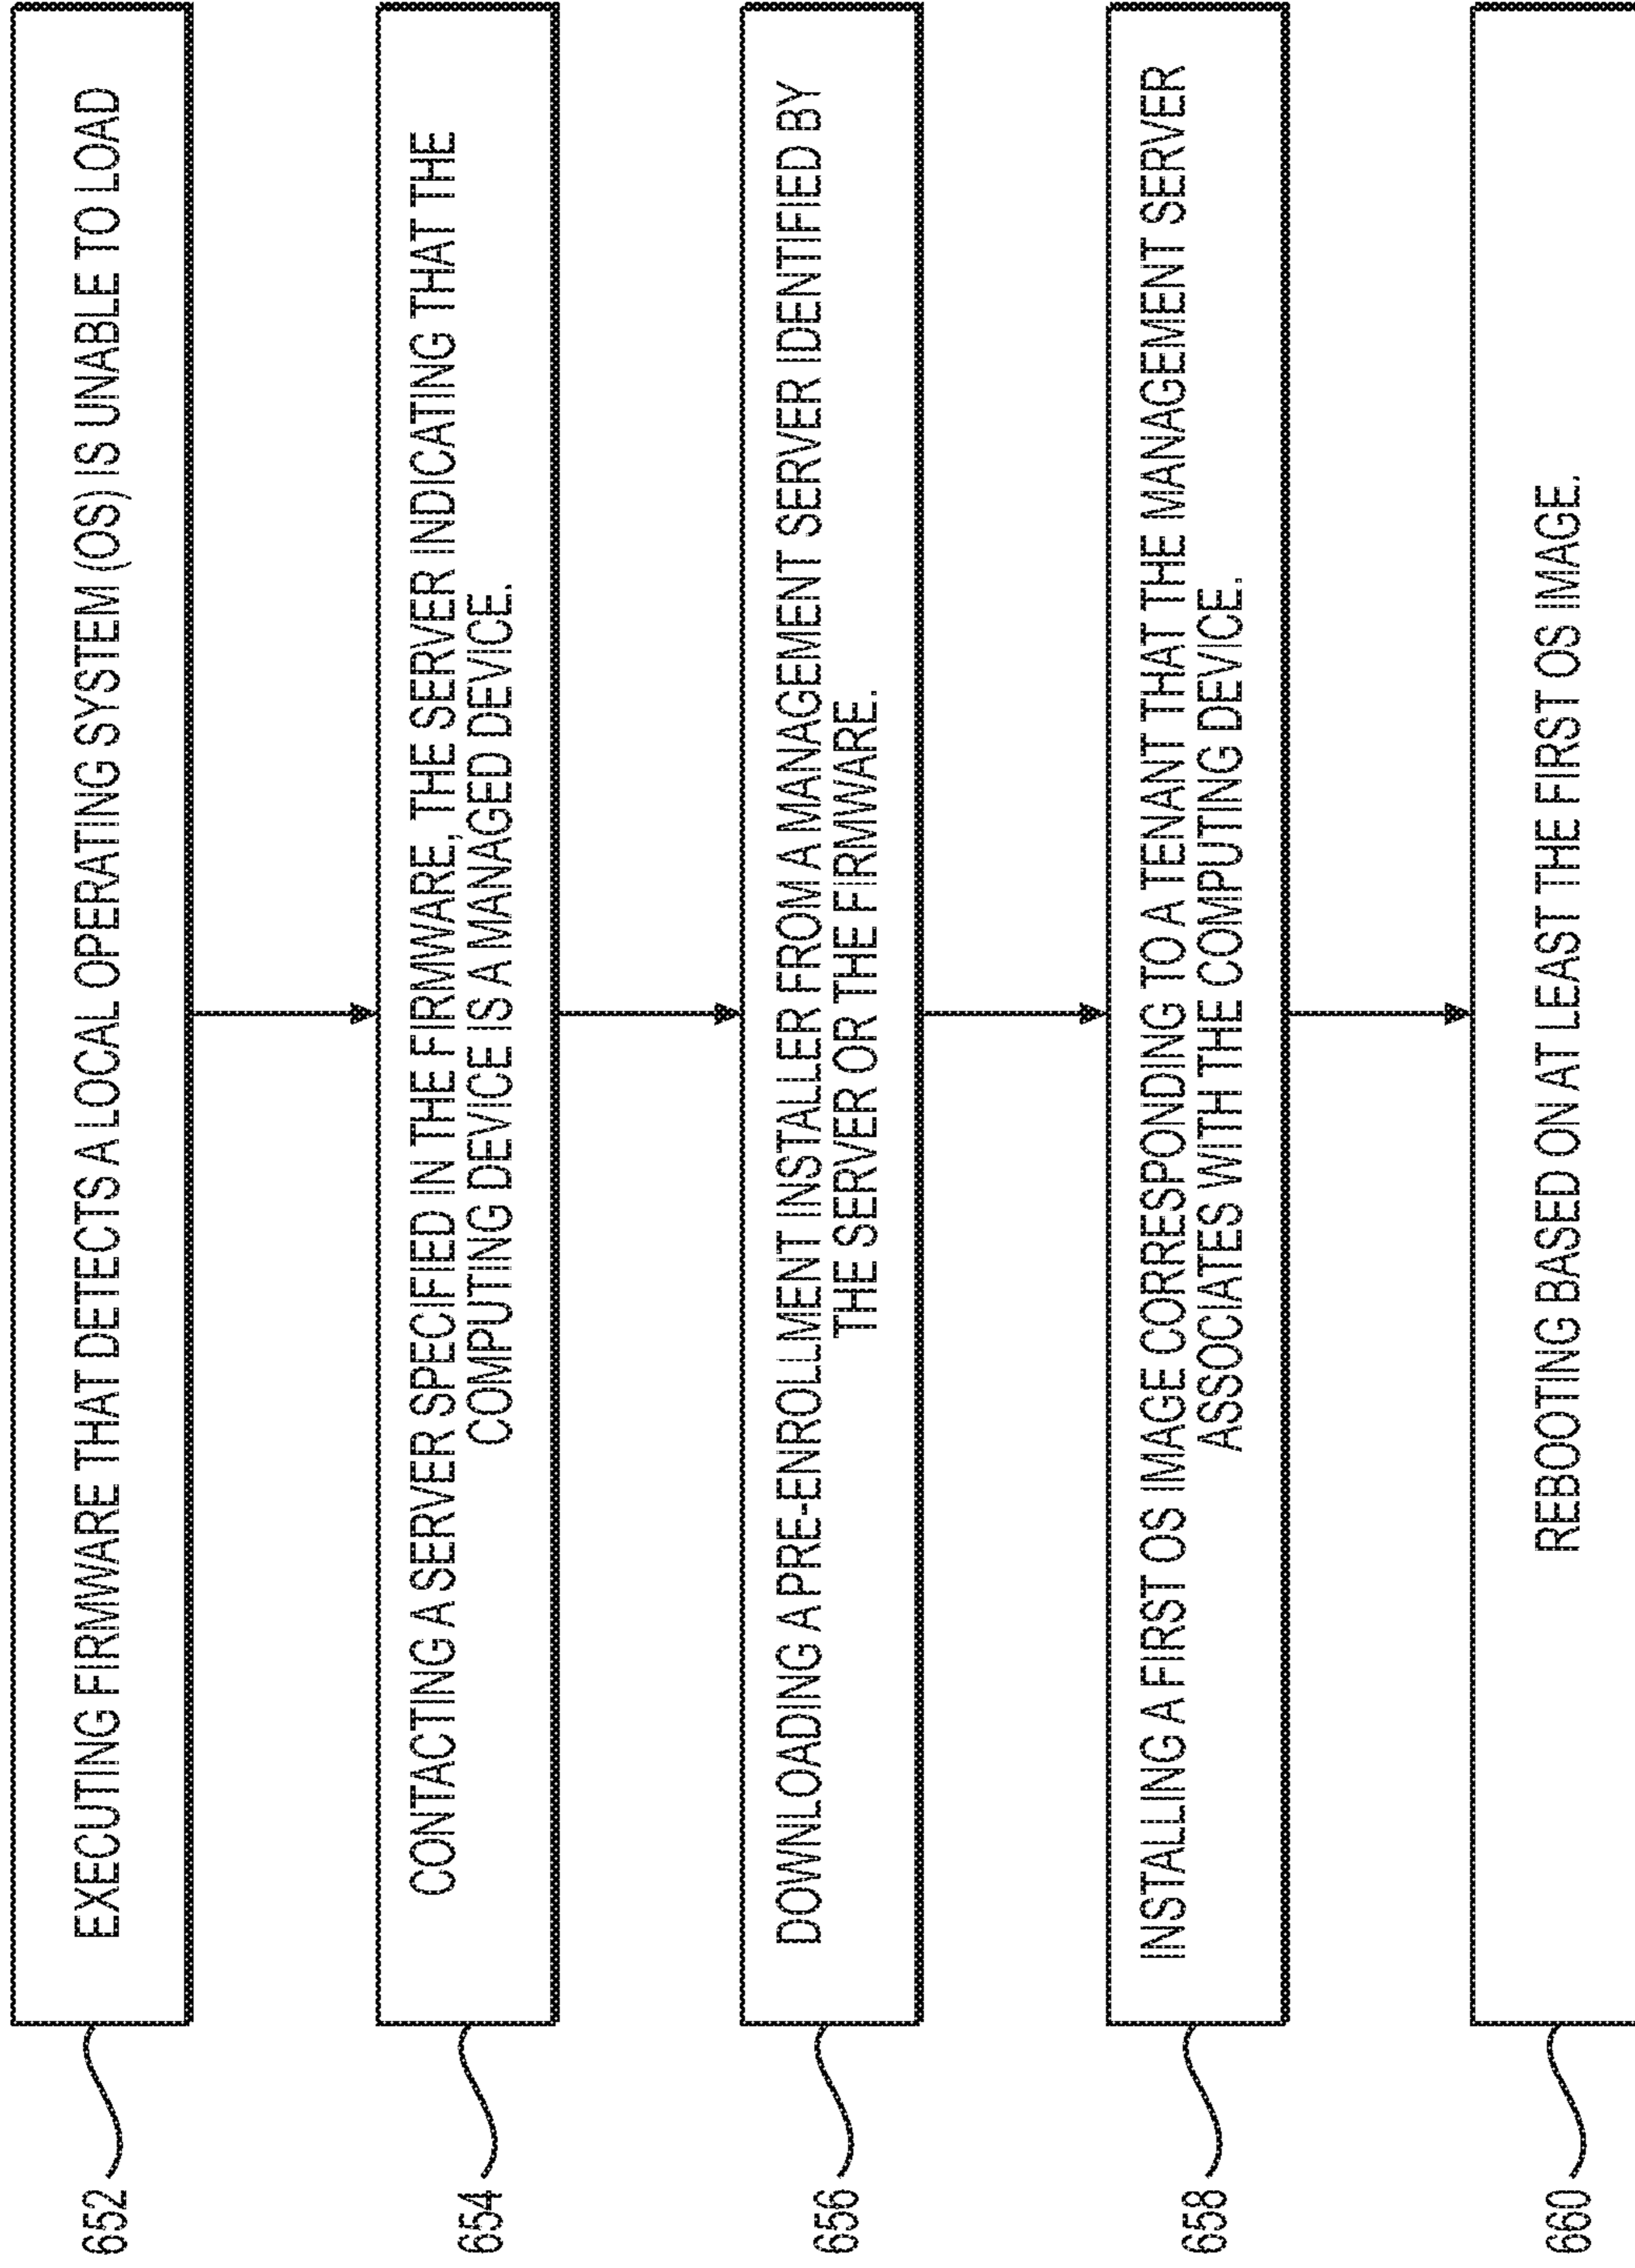 652
EXECUTING FIRMWARE THAT DETECTS A LOCAL OPERATING SYSTEM (OS) IS UNABLE TO LOAD
654
CONTACTING A SERVER SPECIFIED IN THE FIRMWARE, THE SERVER INDICATING THAT THE
COMPUTING DEVICE IS A MANAGED DEVICE.
656
DOWNLOADING A PRE-ENROLLMENT INSTALLER FROM A MANAGEMENT SERVER IDENTIFIED BY
THE SERVER OR THE FIRMWARE.
658
INSTALLING A FIRST OS IMAGE CORRESPONDING TO A TENANT THAT THE MANAGEMENT SERVER
ASSOCIATES WITH THE COMPUTING DEVICE.
660
REBOOTING BASED ON AT LEAST THE FIRST OS IMAGE.